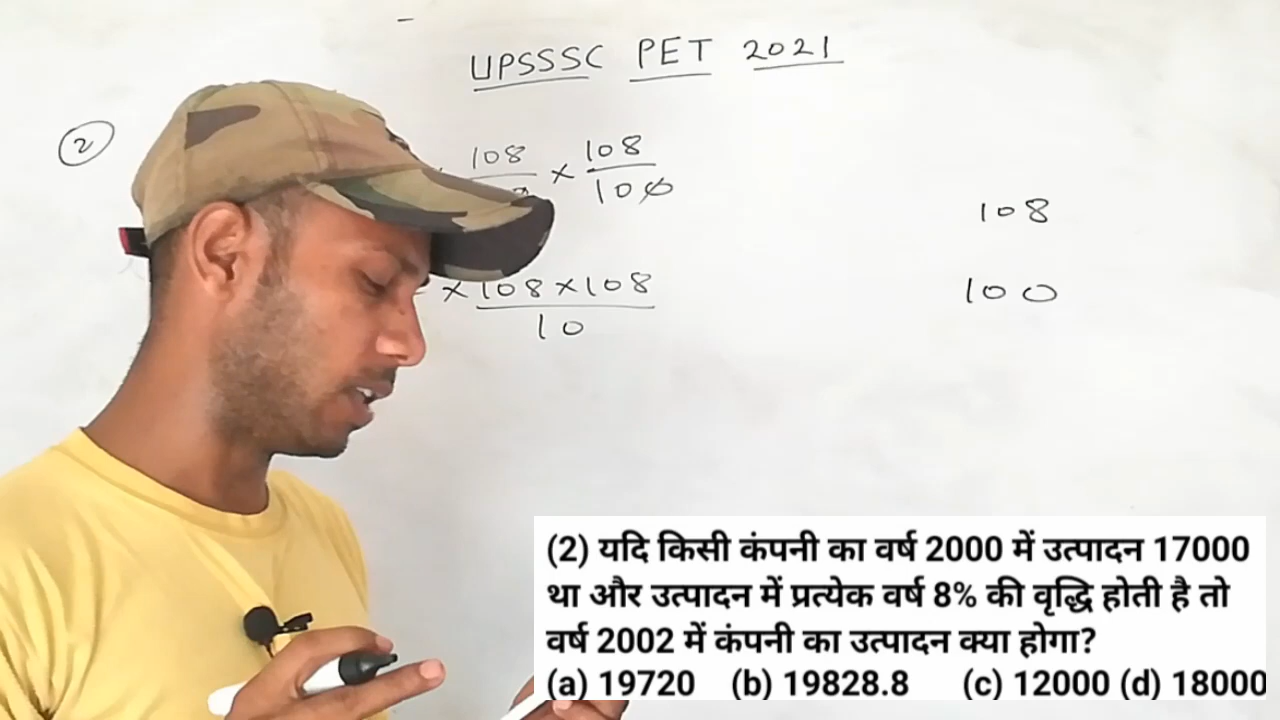 UPSSSC PET 2021
2
108 × 108
100
× 108 × 108
10
108
100
(2) यदि किसी कंपनी का वर्ष 2000 में उत्पादन 17000
था और उत्पादन में प्रत्येक वर्ष 8% की वृद्धि होती है तो
वर्ष 2002 में कंपनी का उत्पादन क्या होगा?
(a) 19720 (b) 19828.8 (c) 12000 (d) 18000